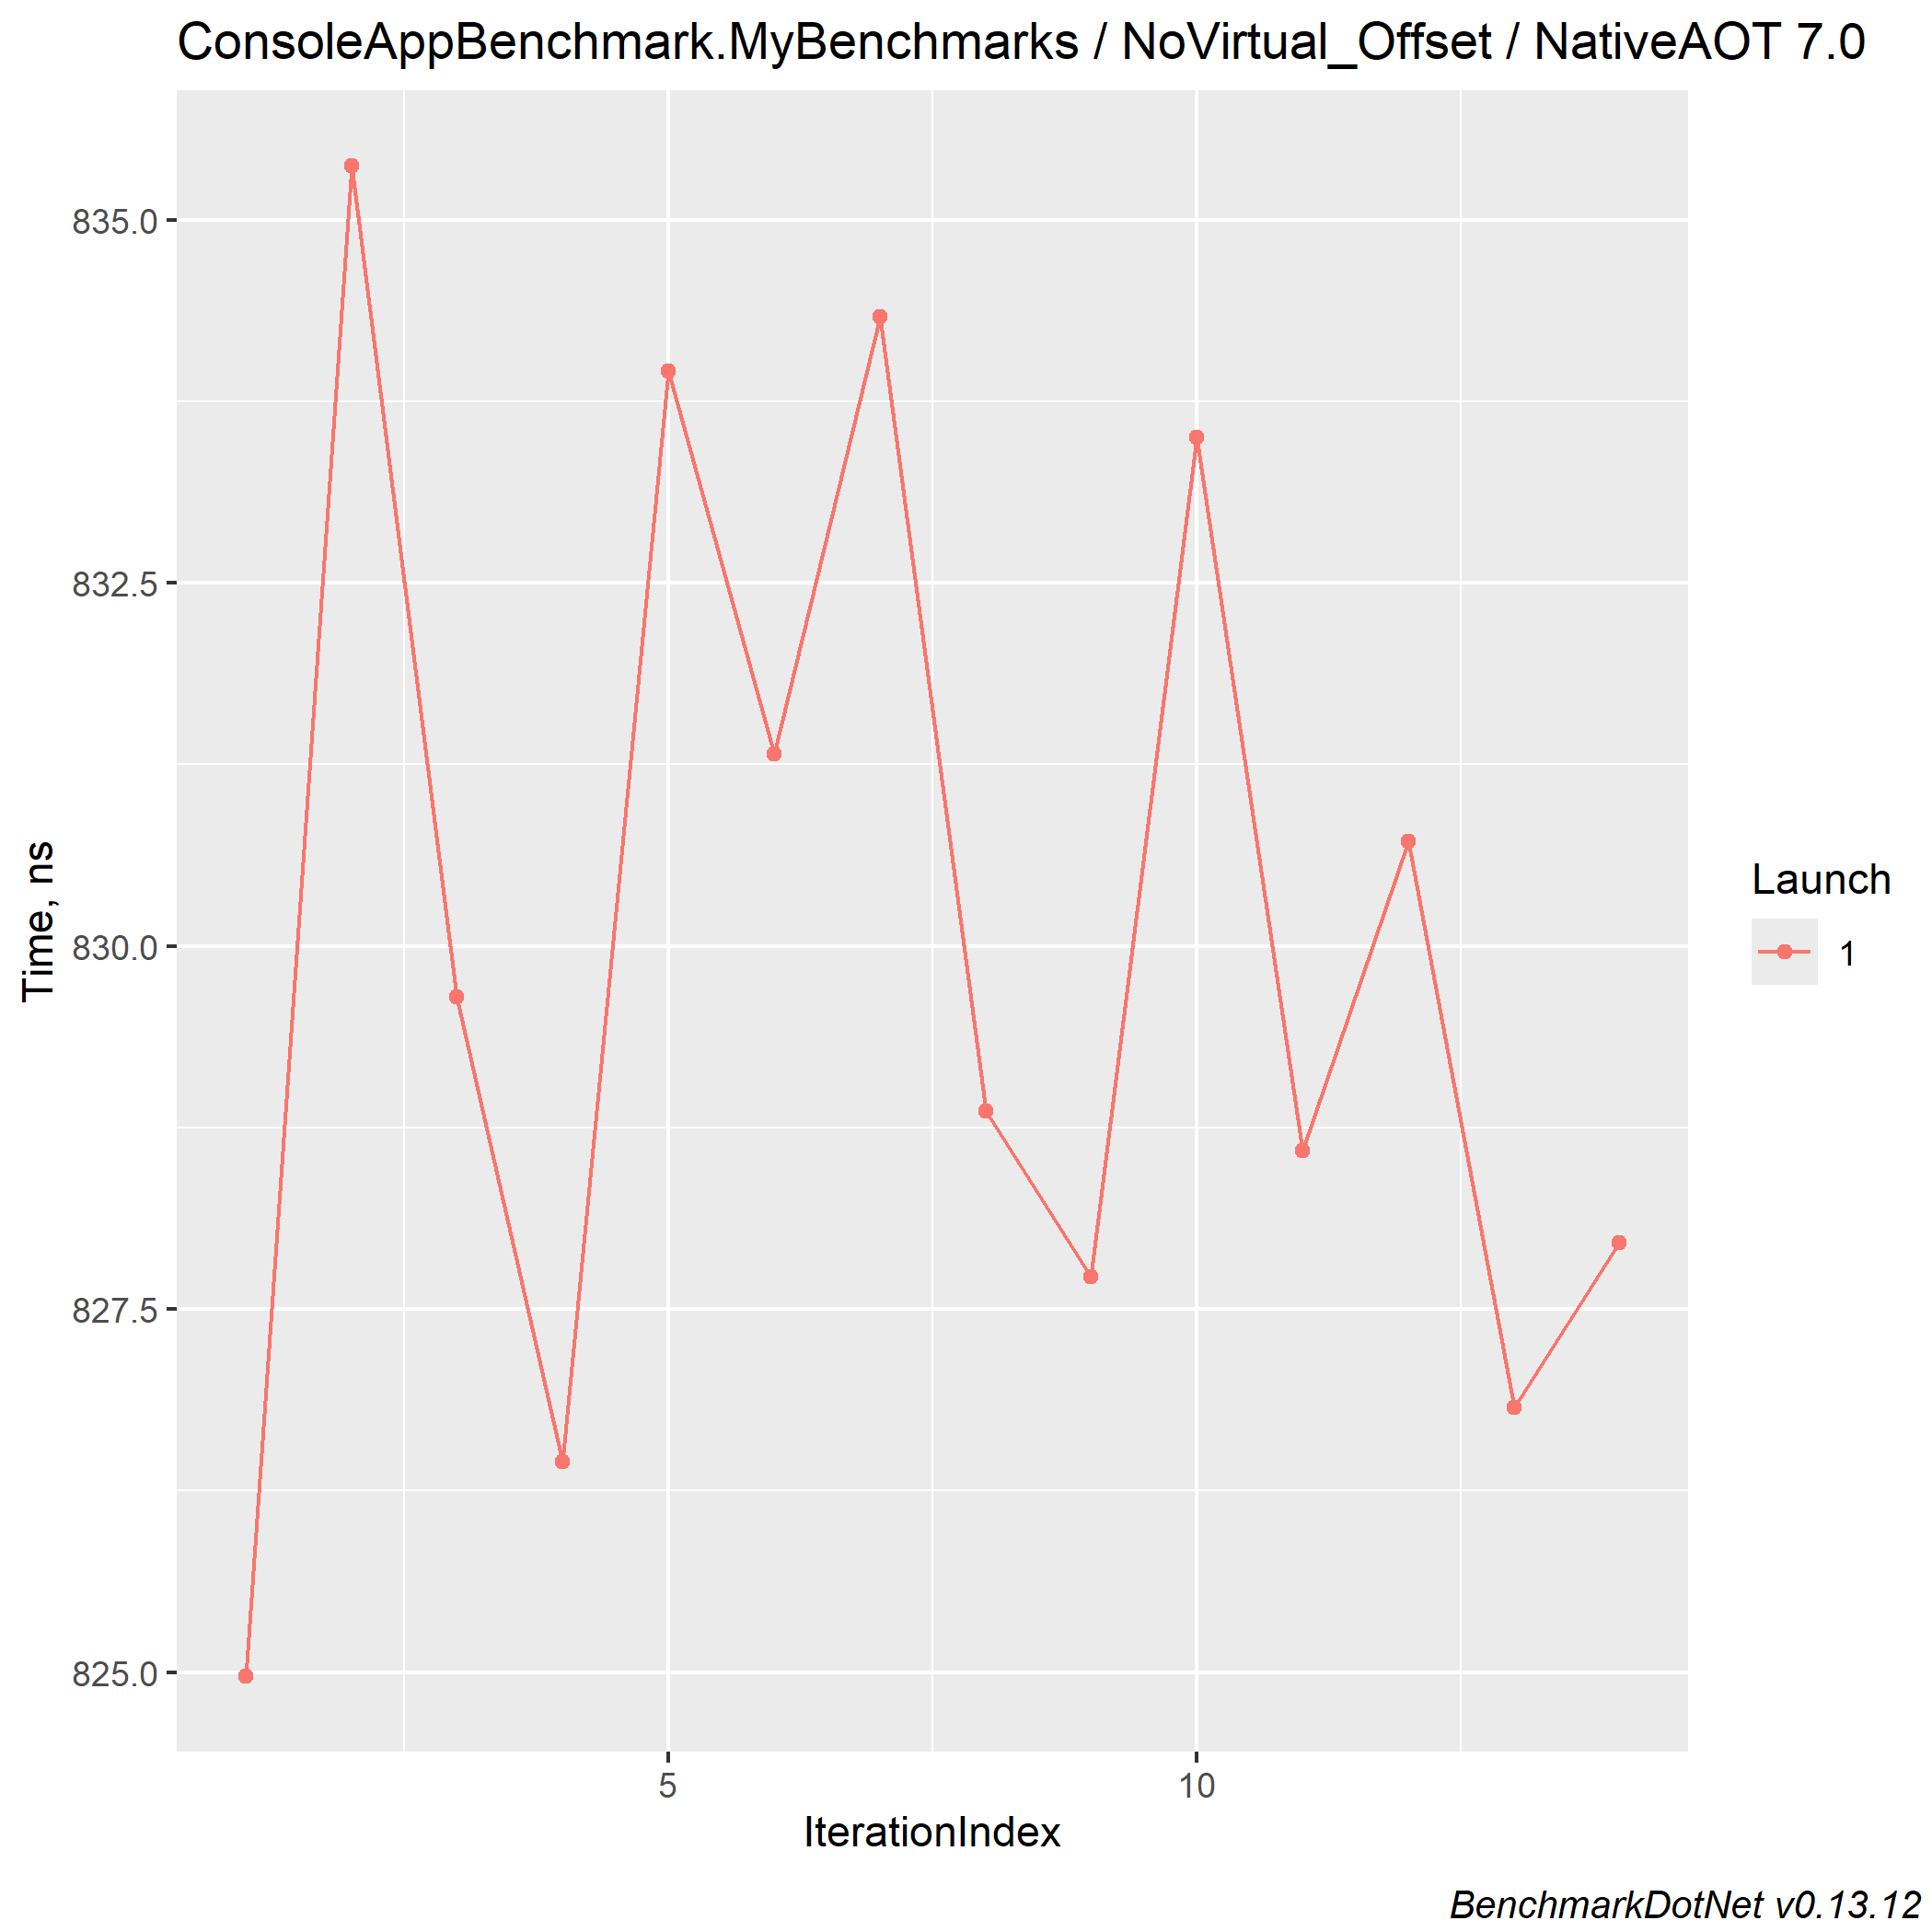 ConsoleAppBenchmark.MyBenchmarks / NoVirtual_Offset / NativeAOT 7.0
835.0
832.5
830.0
827.5
825.0
Time, ns
5
10
IterationIndex
Launch
1
BenchmarkDotNet v0.13.12